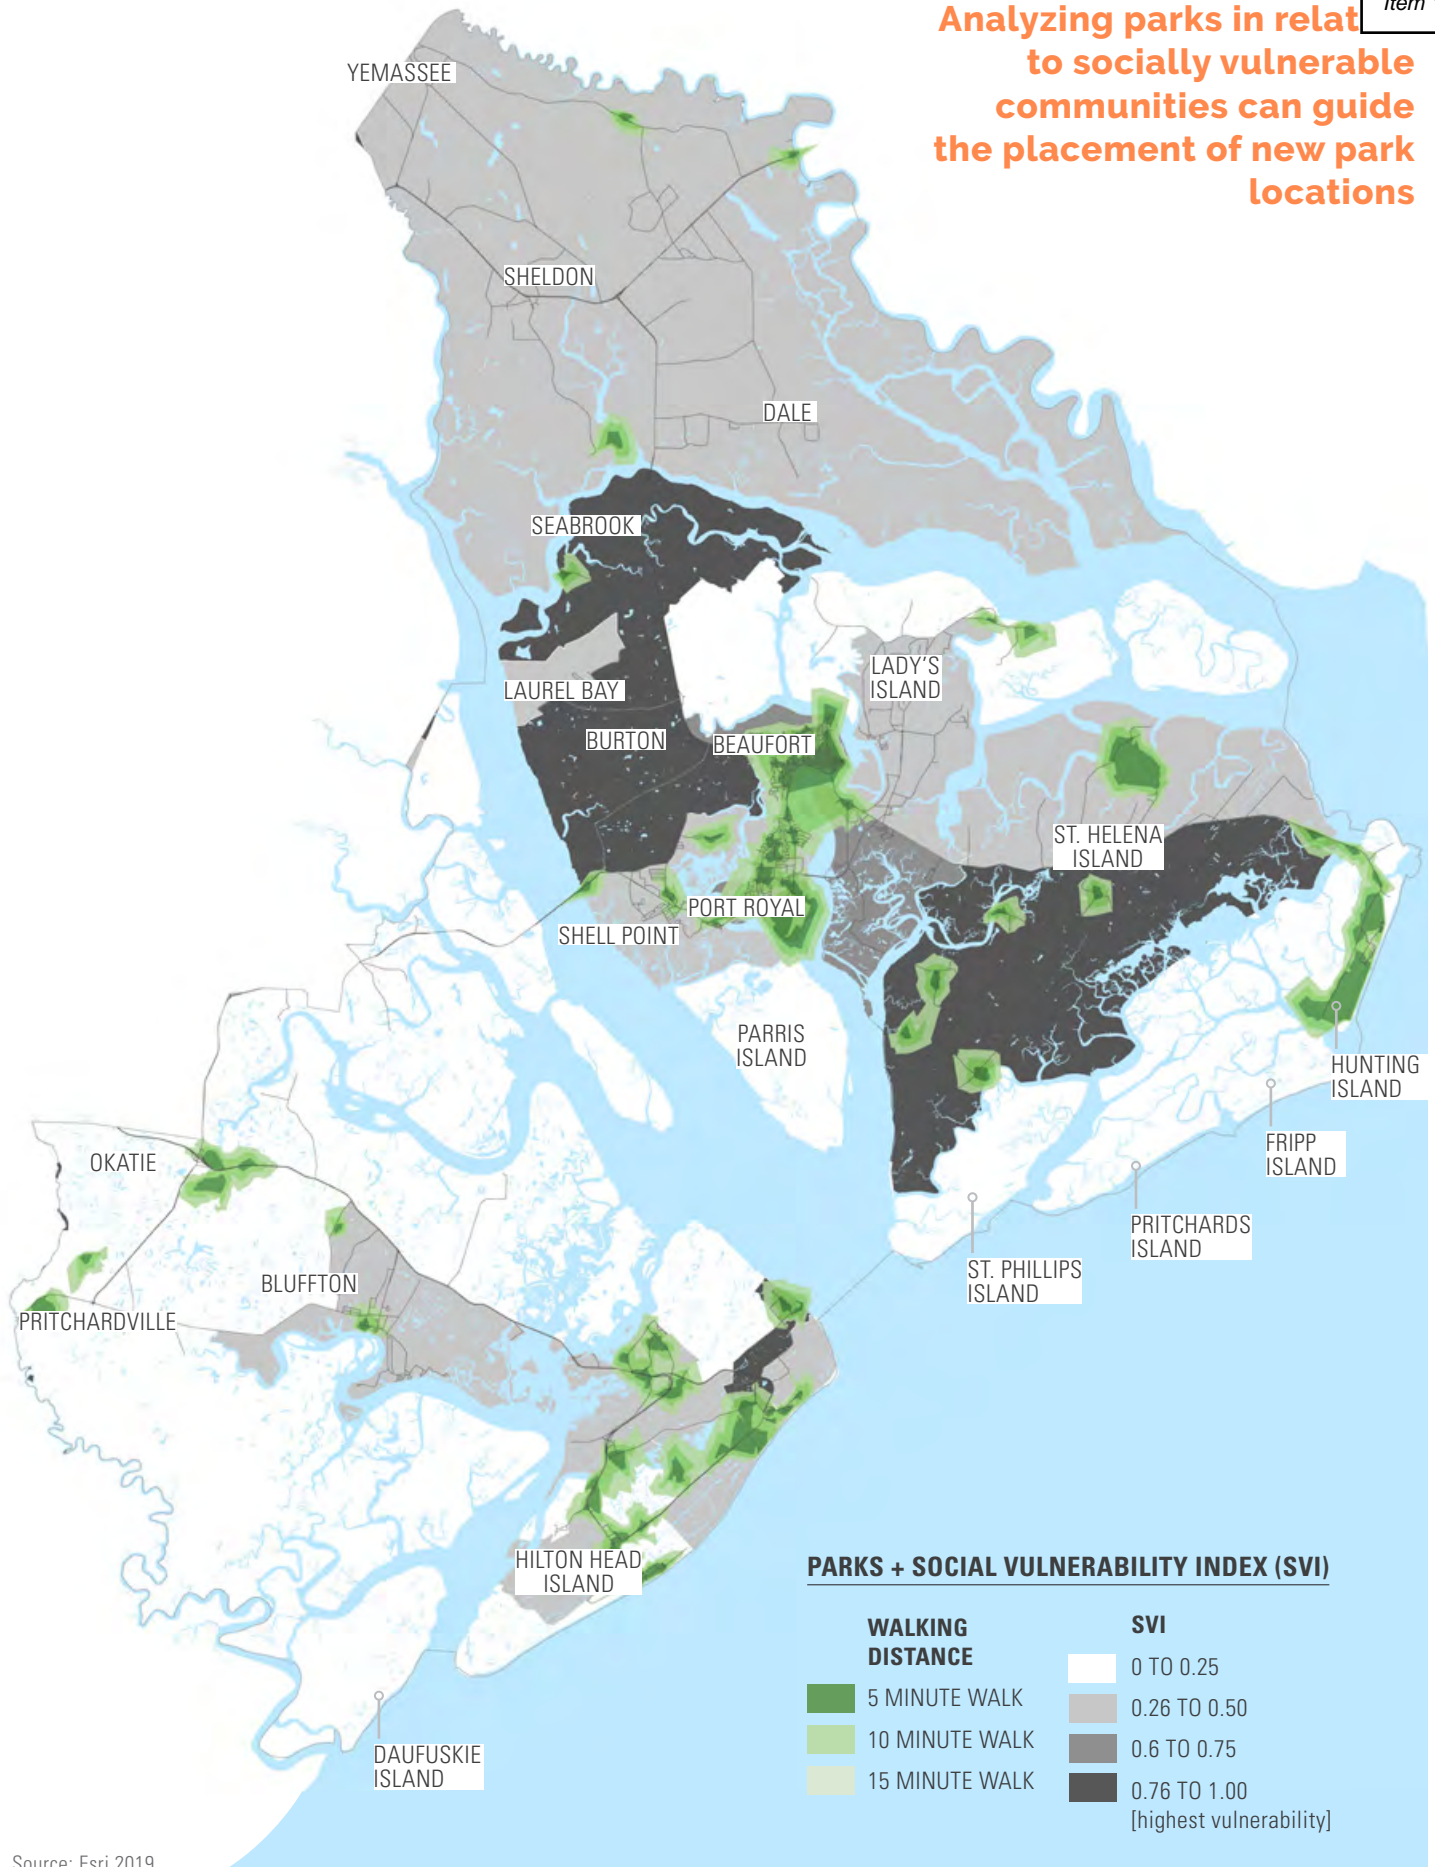 Item
Analyzing parks in relat
to socially vulnerable
communities can guide
the placement of new park
locations
YEMASSEE
SHELDON
DALE
SEABROOK
LADY'S
ISLAND
LAUREL BAY
BURTON
BEAUFORT
ST. HELENA
ISLAND
PORT ROYAL
SHELL POINT
PARRIS
ISLAND
HUNTING
ISLAND
FRIPP
ISLAND
OKATIE
PRITCHARDS
ISLAND
ST. PHILLIPS
ISLAND
BLUFFTON
PRITCHARDVILLE
HILTON HEAD
ISLAND
DAUFUSKIE
ISLAND
PARKS + SOCIAL VULNERABILITY INDEX (SVI)
WALKING
DISTANCE
5 MINUTE WALK
10 MINUTE WALK
15 MINUTE WALK
SVI
0 TO 0.25
0.26 TO 0.50
0.6 TO 0.75
0.76 TO 1.00
[highest vulnerability]
Source: Esri 2019